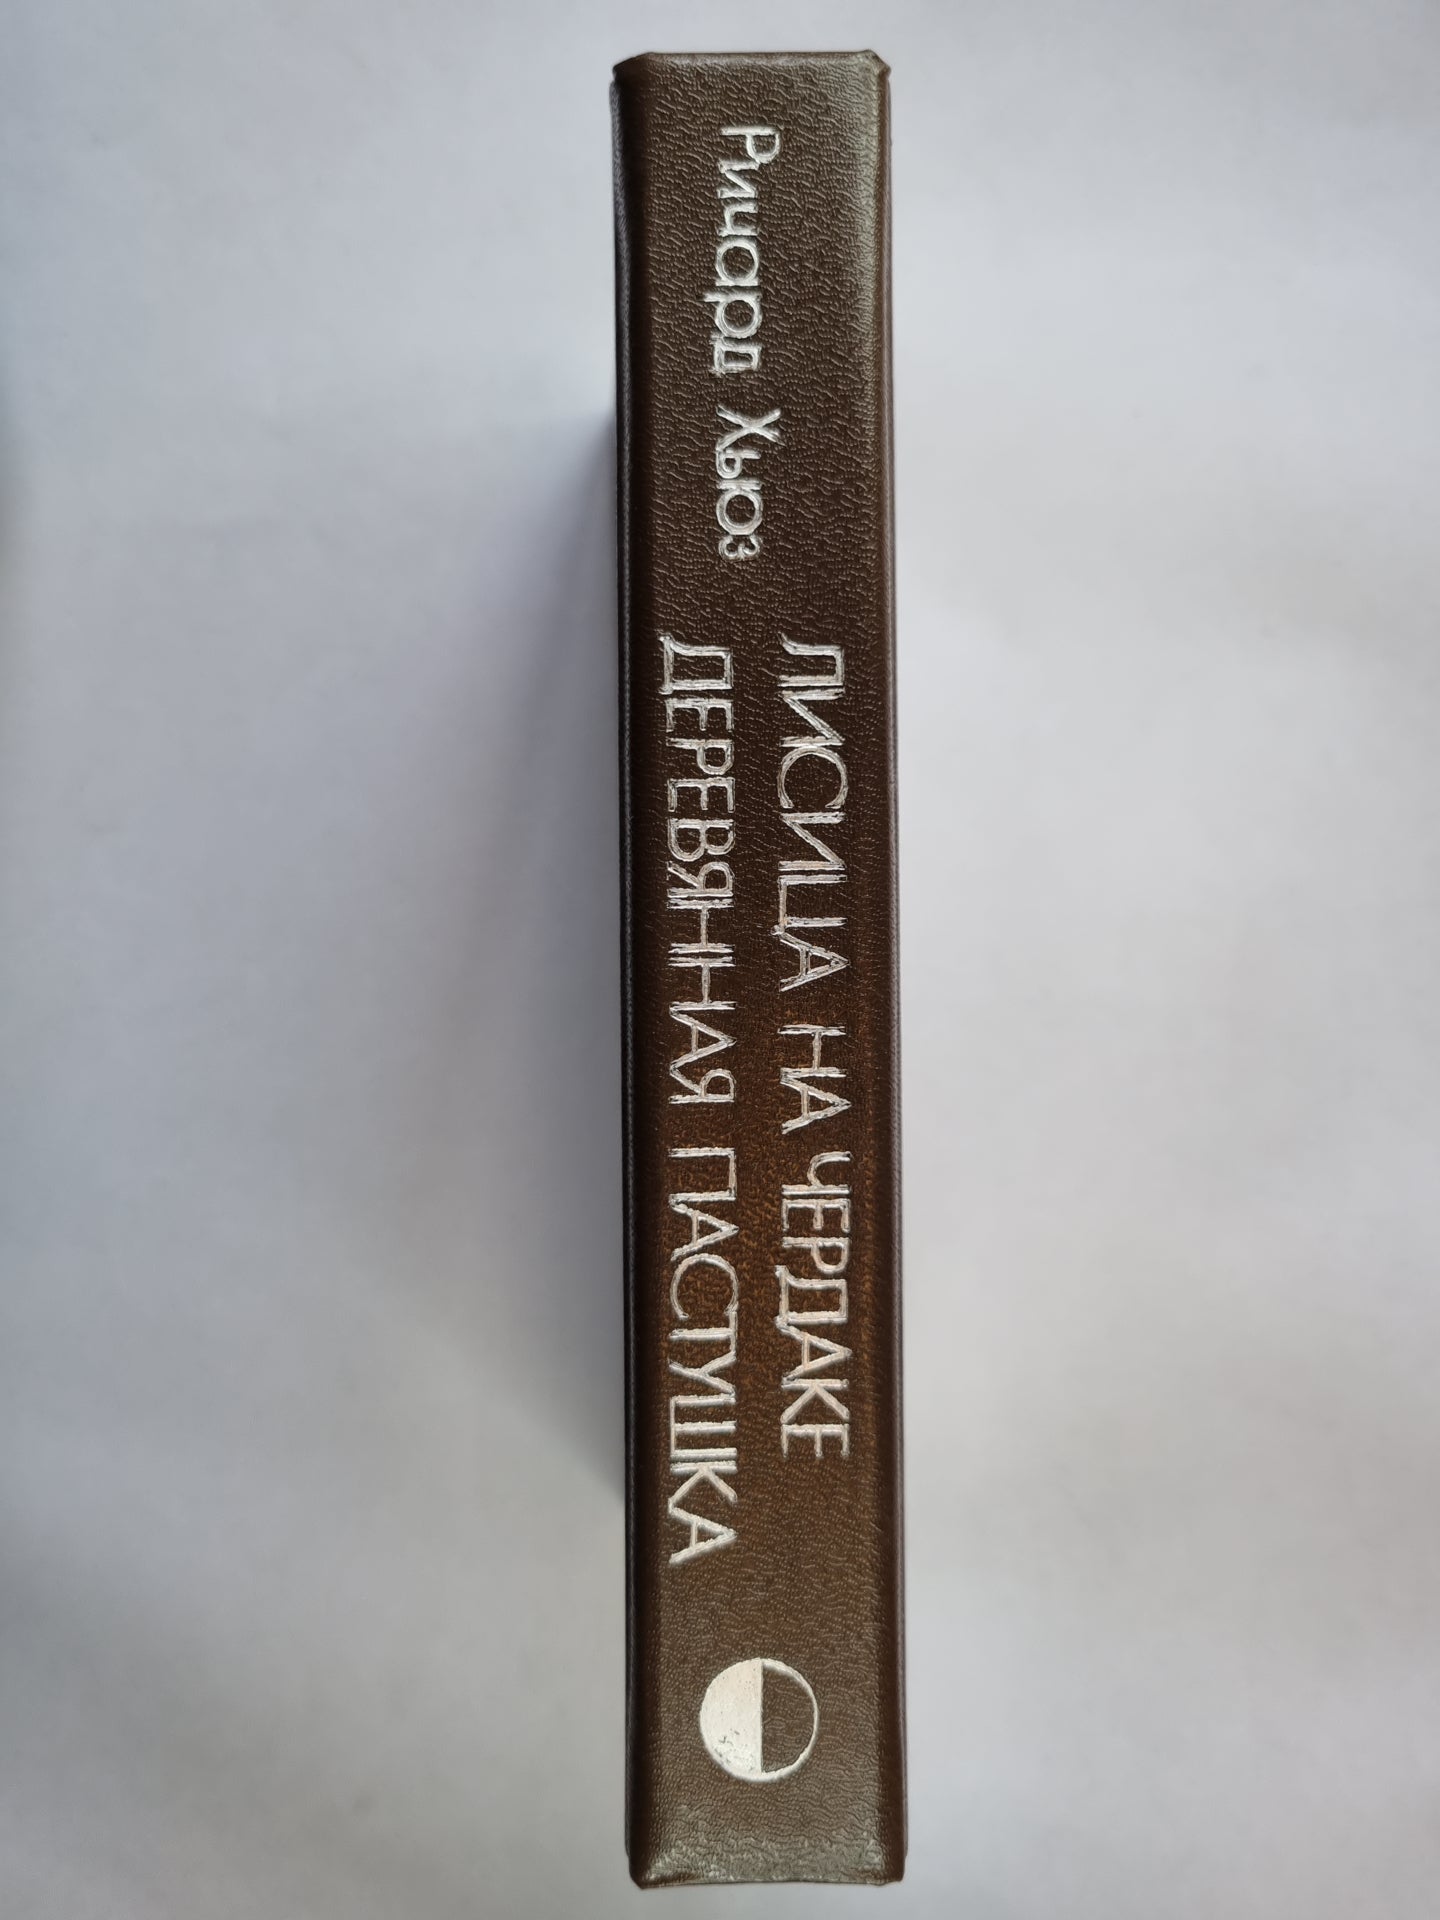 Ричард Хьюз
ЛИСИЦА НА ЧЕРДАКЕ
ДЕРЕВЯННАЯ ПАСТУШКА